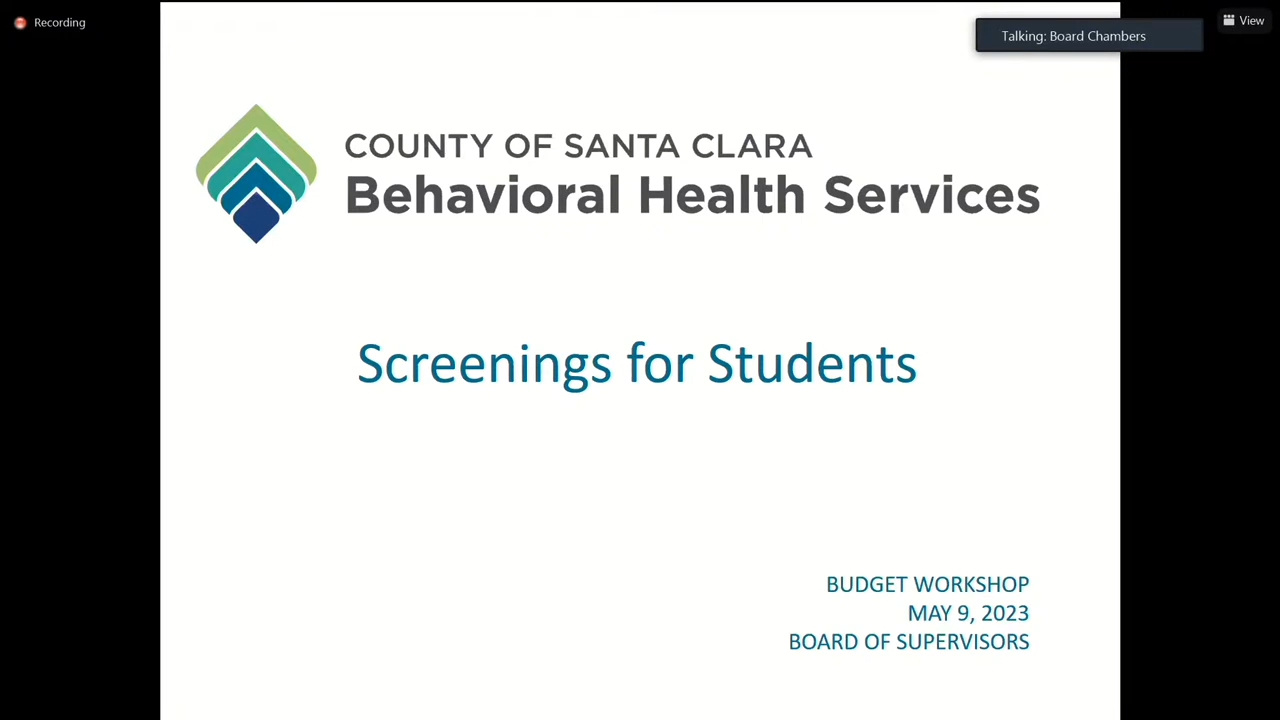 Recording
View
Talking: Board Chambers
COUNTY OF SANTA CLARA
Behavioral Health Services
Screenings for Students
BUDGET WORKSHOP
MAY 9, 2023
BOARD OF SUPERVISORS